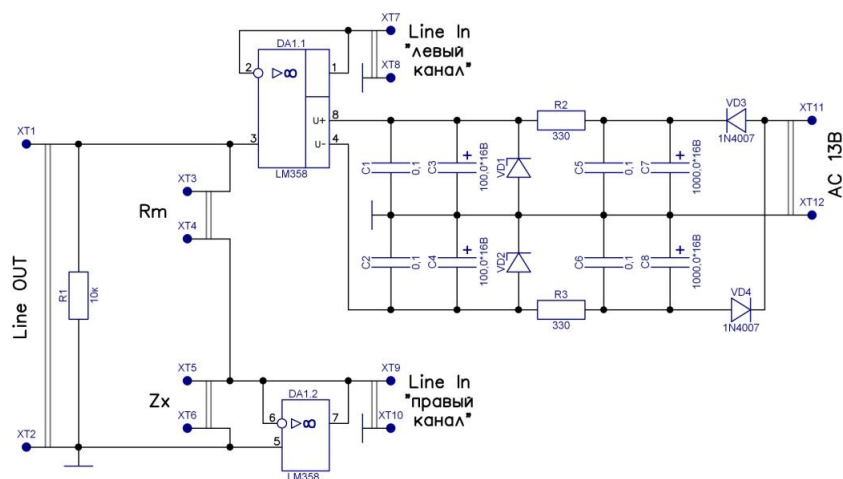 XT7
Line In
"левый
канал"
XT8
DA1.1
2
▷∞
1
U+
8
U-
4
3
LM358
XT1
XT3
Rm
XT4
R1
10к
Line OUT
XT2
XT5
Zx
XT6
C1
0,1
C3
+
100,0*16В
VD1
R2
330
C5
0,1
C7
+
1000,0*16В
VD3
1N4007
XT11
AC 13В
XT12
C2
0,1
C4
+
100,0*16В
VD2
R3
330
C6
0,1
C8
+
1000,0*16В
VD4
1N4007
XT9
Line In
"правый
канал"
XT10
DA1.2
6
▷∞
7
5
LM358